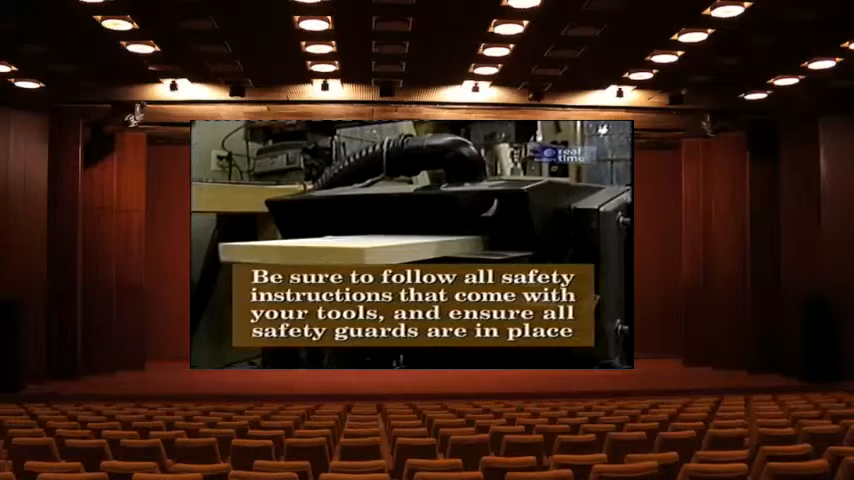 real
time
Be sure to follow all safety
instructions that come with
your tools, and ensure all
safety guards are in place